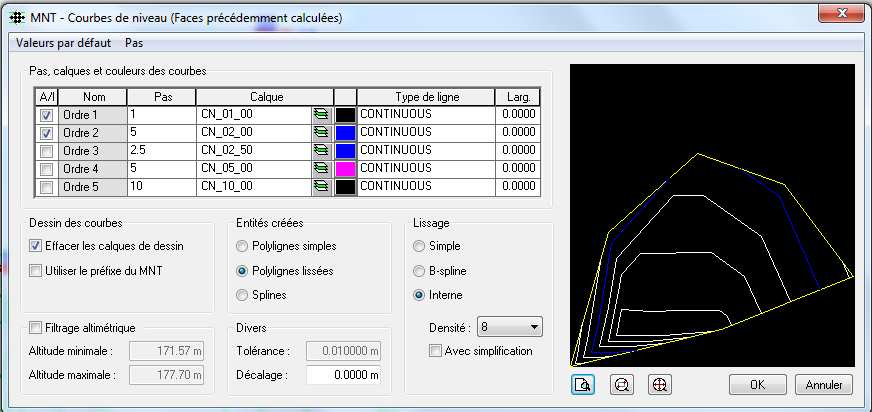 MNT - Courbes de niveau (Faces précédemment calculées)
Valeurs par défaut Pas
Pas, calques et couleurs des courbes
A/I Nom Pas Calque Type de ligne Larg.
Ordre 1 1 CN_01_00 CONTINUOUS 0.0000
Ordre 2 5 CN_02_00 CONTINUOUS 0.0000
Ordre 3 2.5 CN_02_50 CONTINUOUS 0.0000
Ordre 4 5 CN_05_00 CONTINUOUS 0.0000
Ordre 5 10 CN_10_00 CONTINUOUS 0.0000
Dessin des courbes
Effacer les calques de dessin
Utiliser le préfixe du MNT
Entités créées
Polylignes simples
Polylignes lissées
Splines
Lissage
Simple
B-spline
Interne
Densité : 8
Avec simplification
Filtrage altimétrique
Altitude minimale : 171.57 m
Altitude maximale : 177.70 m
Divers
Tolérance : 0.010000 m
Décalage : 0.0000 m
OK Annuler